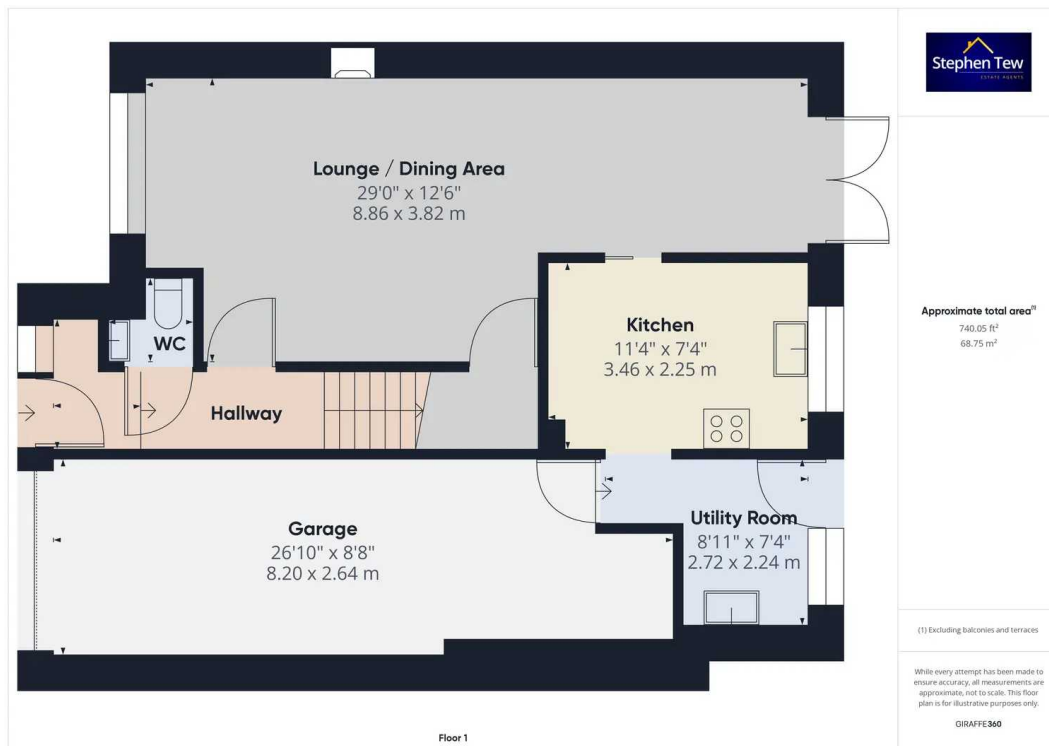 Stephen Tew
ESTATE AGENTS
Lounge / Dining Area
29'0" x 12'6"
8.86 x 3.82 m
Kitchen
11'4" x 7'4"
3.46 x 2.25 m
WC
Hallway
Garage
26'10" x 8'8"
8.20 x 2.64 m
Utility Room
8'11" x 7'4"
2.72 x 2.24 m
Floor 1
Approximate total area⁽¹⁾
740.05 ft²
68.75 m²
(1) Excluding balconies and terraces
While every attempt has been made to
ensure accuracy, all measurements are
approximate, not to scale. This floor
plan is for illustrative purposes only.
GIRAFFE360